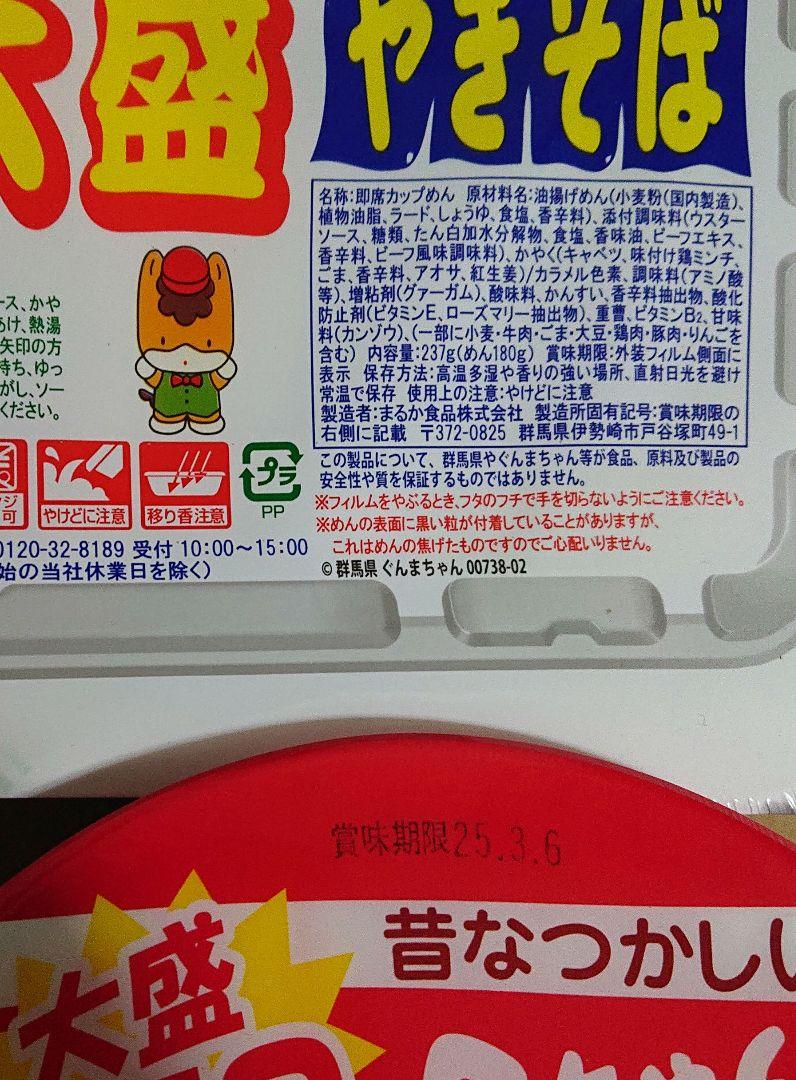 大盛
やきそば
名称:即席カップめん 原材料名:油揚げめん(小麦粉(国内製造)、
植物油脂、ラード、しょうゆ、食塩、香辛料)、添付調味料(ウスター
ソース、糖類、たん白加水分解物、食塩、香味油、ビーフエキス、
香辛料、ビーフ風味調味料)、かやく(キャベツ、味付け鶏ミンチ、
ごま、香辛料、アオサ、紅生姜)/カラメル色素、調味料(アミノ酸
等)、増粘剤(グァーガム)、酸味料、かんすい、香辛料抽出物、酸化
防止剤(ビタミンE、ローズマリー抽出物)、重曹、ビタミンB₂、甘味
料(カンゾウ)、(一部に小麦・牛肉・ごま・大豆・鶏肉・豚肉・りんごを
含む) 内容量:237g(めん180g) 賞味期限:外装フィルム側面に
表示 保存方法:高温多湿や香りの強い場所、直射日光を避け
常温で保存 使用上の注意:やけどに注意
製造者:まるか食品株式会社 製造所固有記号:賞味期限の
右側に記載 〒372-0825 群馬県伊勢崎市戸谷塚町49-1
ース、かや
あけ、熱湯
矢印の方
持ち、ゆっ
がし、ソー
ください。
可
やけどに注意
移り香注意
プラ
PP
この製品について、群馬県やぐんまちゃん等が食品、原料及び製品の
安全性や質を保証するものではありません。
※フィルムをやぶるとき、フタのフチで手を切らないようにご注意ください。
※めんの表面に黒い粒が付着していることがありますが、
これはめんの焦げたものですのでご心配いりません。
0120-32-8189 受付 10:00〜15:00
始の当社休業日を除く)
© 群馬県 ぐんまちゃん 00738-02
賞味期限25.3.6
昔なつかしい
大盛